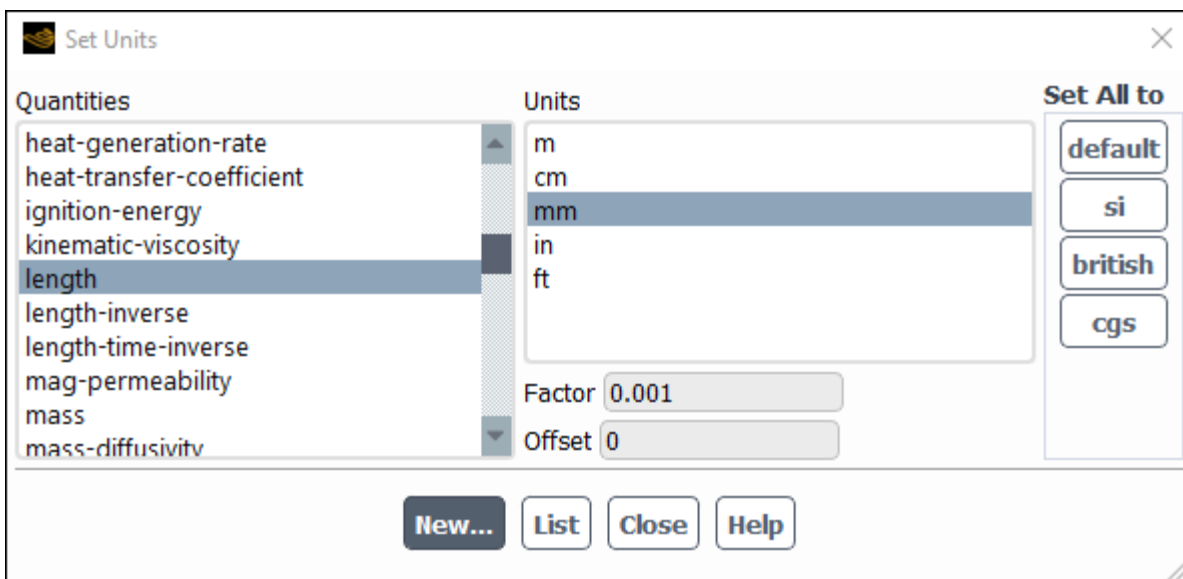 Set Units
Quantities
heat-generation-rate
heat-transfer-coefficient
ignition-energy
kinematic-viscosity
length
length-inverse
length-time-inverse
mag-permeability
mass
mass-diffusivity
Units
m
cm
mm
in
ft
Factor 0.001
Offset 0
Set All to
default
si
british
cgs
New... List Close Help